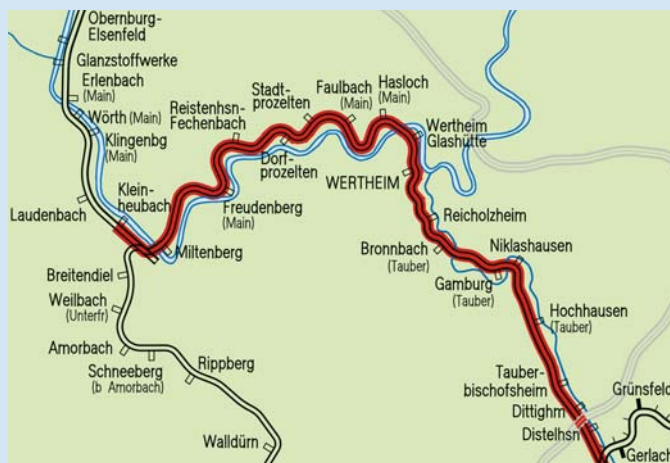 Obernburg-
Elsenfeld
Glanzstoffwerke
Erlenbach
(Main)
Wörth (Main)
Klingenbg
(Main)
Klein-
heubach
Laudenbach
Miltenberg
Breitendiel
Weilbach
(Unterfr)
Amorbach
Schneeberg
(b Amorbach)
Rippberg
Walldürn
Reistenhsn-
Fechenbach
Stadt-
prozelten
Faulbach
(Main)
Hasloch
(Main)
Dorf-
prozelten
Freudenberg
(Main)
Wertheim
Glashütte
WERTHEIM
Reicholzheim
Bronnbach
(Tauber)
Niklashausen
Gamburg
(Tauber)
Hochhausen
(Tauber)
Tauber-
bischofsheim
Dittighm
Distelhsn
Grünsfeld
Gerlach